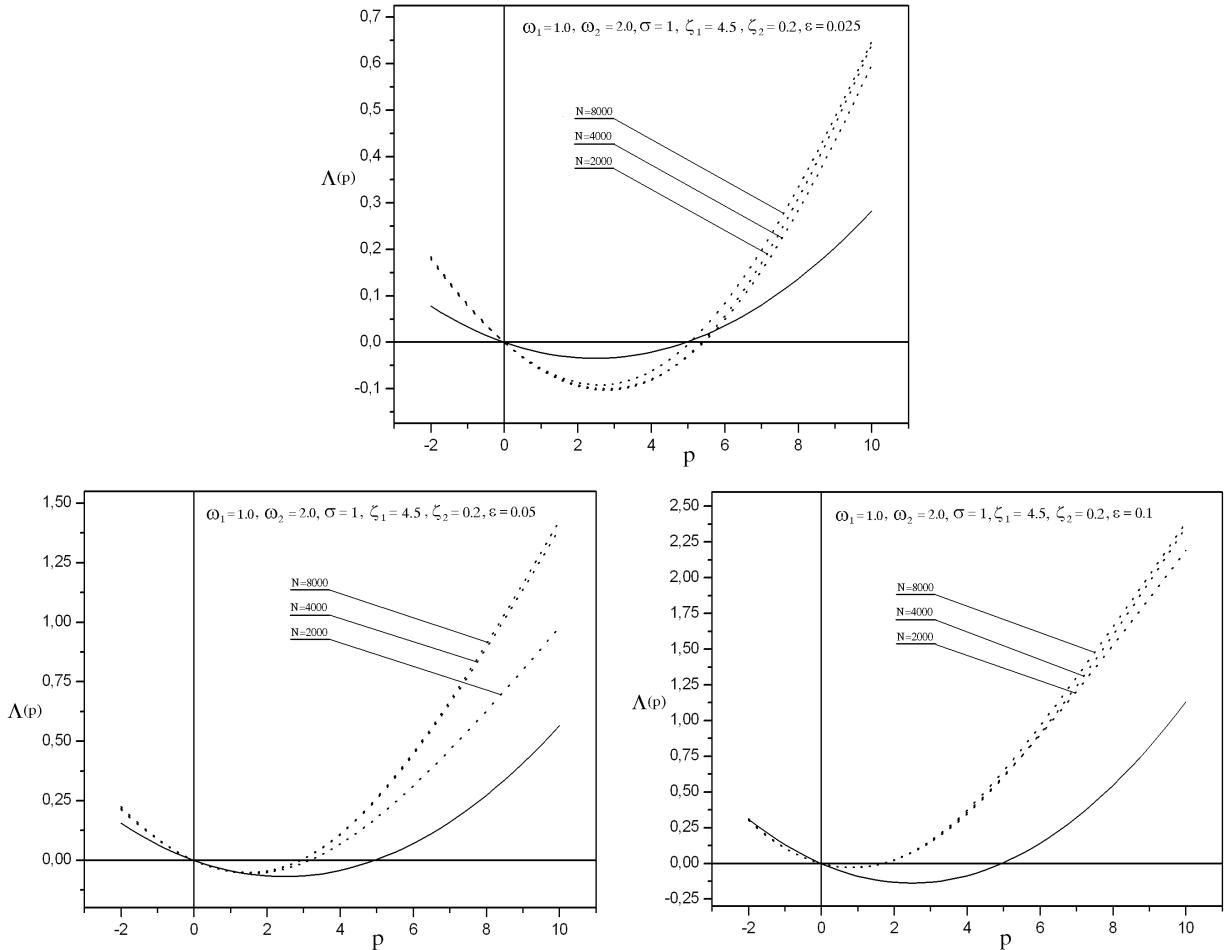 ω₁=1.0, ω₂=2.0, σ=1, ζ₁=4.5, ζ₂=0.2, ε=0.025
0,7
0,6
0,5
0,4
0,3
0,2
0,1
0,0
-0,1
Λ(p)
N=8000
N=4000
N=2000
-2 0 2 4 6 8 10
p
ω₁=1.0, ω₂=2.0, σ=1, ζ₁=4.5, ζ₂=0.2, ε=0.05
1,50
1,25
1,00
0,75
0,50
0,25
0,00
Λ(p)
N=8000
N=4000
N=2000
-2 0 2 4 6 8 10
p
ω₁=1.0, ω₂=2.0, σ=1, ζ₁=4.5, ζ₂=0.2, ε=0.1
2,50
2,25
2,00
1,75
1,50
1,25
1,00
0,75
0,50
0,25
0,00
-0,25
Λ(p)
N=8000
N=4000
N=2000
-2 0 2 4 6 8 10
p